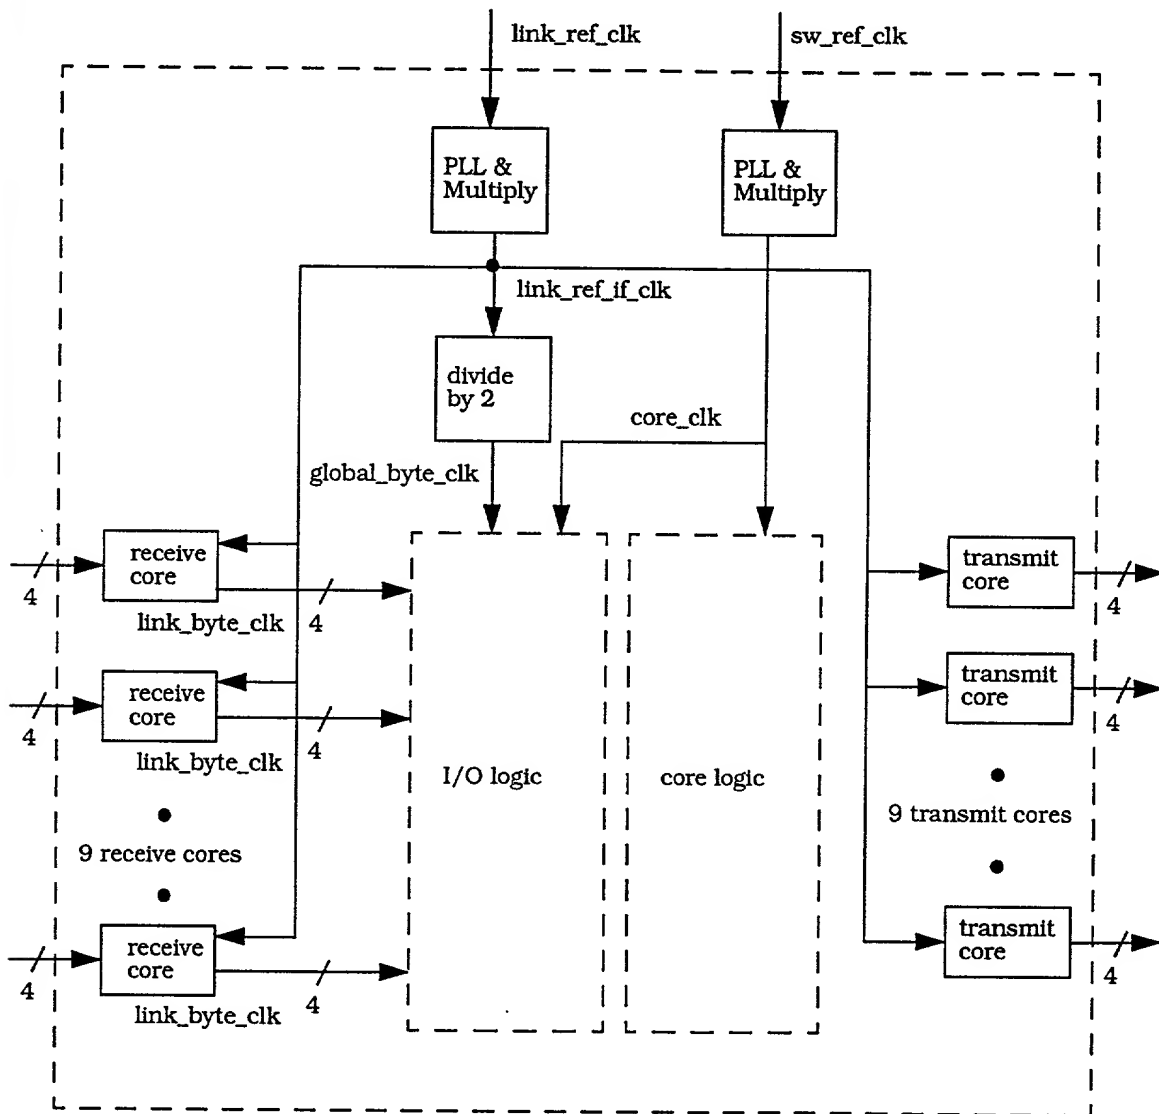 link_ref_clk
sw_ref_clk
PLL &
Multiply
PLL &
Multiply
link_ref_if_clk
divide
by 2
core_clk
global_byte_clk
receive
core
4
link_byte_clk
4
transmit
core
4
receive
core
4
link_byte_clk
4
transmit
core
4
I/O logic
core logic
9 receive cores
9 transmit cores
receive
core
4
link_byte_clk
4
transmit
core
4